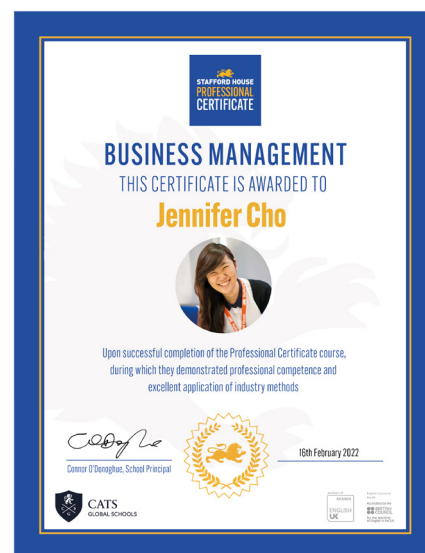 STAFFORD HOUSE
PROFESSIONAL
CERTIFICATE
BUSINESS MANAGEMENT
THIS CERTIFICATE IS AWARDED TO
Jennifer Cho
Upon successful completion of the Professional Certificate course,
during which they demonstrated professional competence and
excellent application of industry methods
16th February 2022
Connor O'Donoghue, School Principal
CATS
GLOBAL SCHOOLS
MEMBER
ENGLISH
UK
BRITISH
COUNCIL